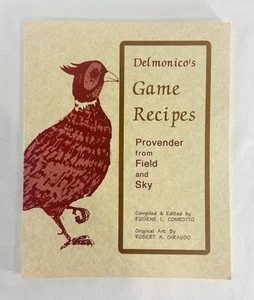 Delmonico's
Game
Recipes
Provender
from
Field
and
Sky
Compiled & Edited by
EUGENE L. CONROTTO
Original Art By
ROBERT A. GIRAUDO